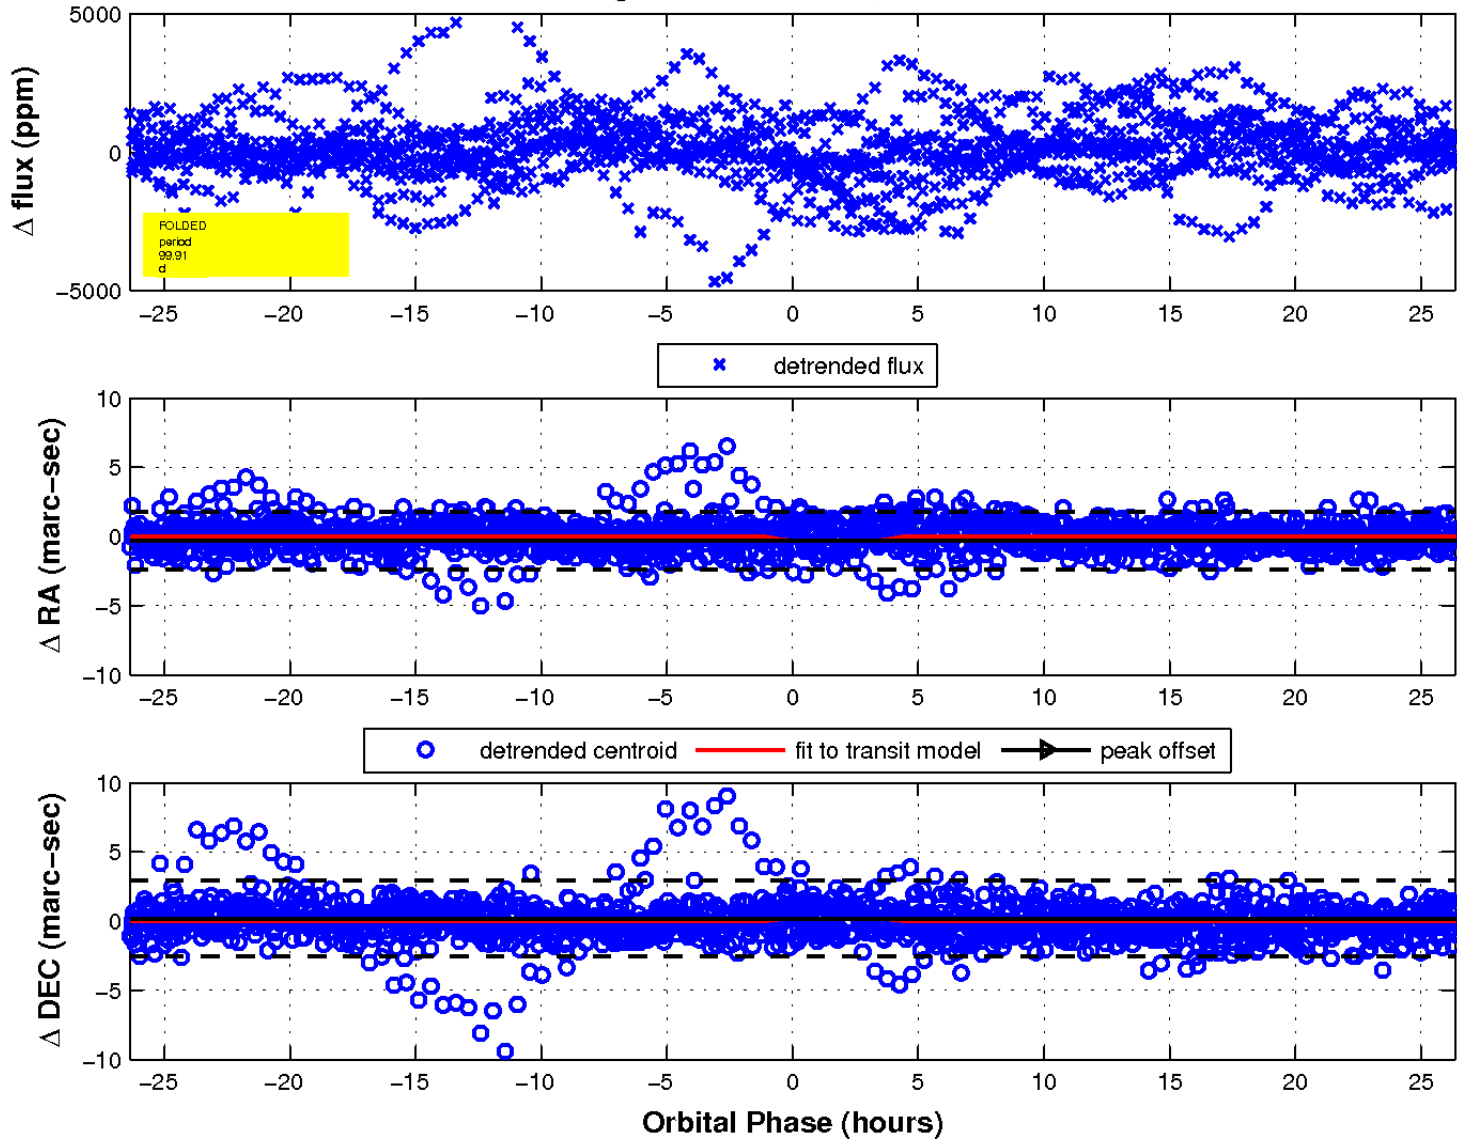 5000
0
−5000
Δ flux (ppm)
FOLDED
period
99.91
d
−25 −20 −15 −10 −5 0 5 10 15 20 25
detrended flux
10
5
0
−5
−10
Δ RA (marc−sec)
−25 −20 −15 −10 −5 0 5 10 15 20 25
detrended centroid fit to transit model peak offset
10
5
0
−5
−10
Δ DEC (marc−sec)
−25 −20 −15 −10 −5 0 5 10 15 20 25
Orbital Phase (hours)